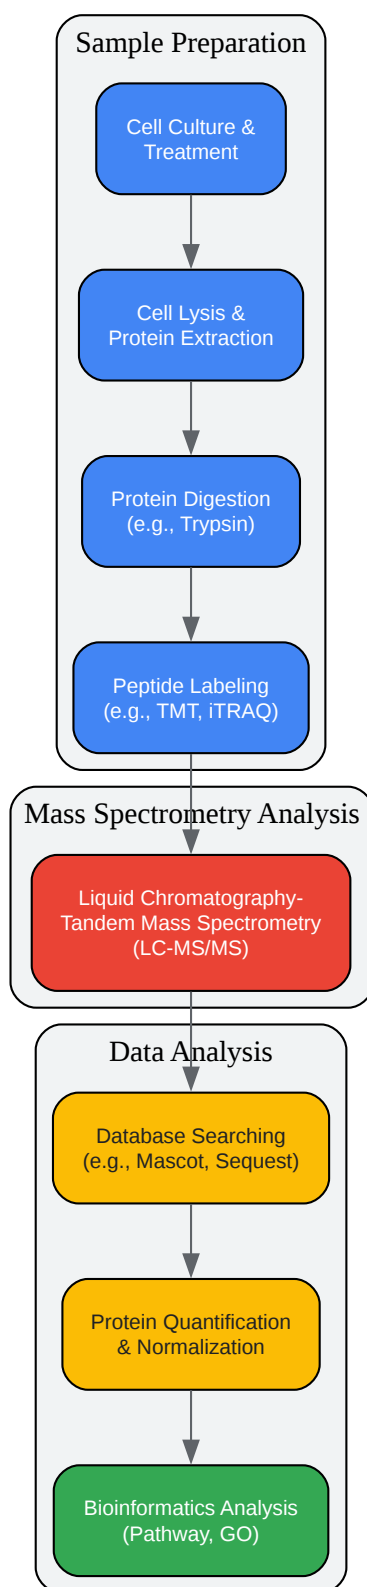 Sample Preparation
Cell Culture &
Treatment
Cell Lysis &
Protein Extraction
Protein Digestion
(e.g., Trypsin)
Peptide Labeling
(e.g., TMT, iTRAQ)
Mass Spectrometry Analysis
Liquid Chromatography-
Tandem Mass Spectrometry
(LC-MS/MS)
Data Analysis
Database Searching
(e.g., Mascot, Sequest)
Protein Quantification
& Normalization
Bioinformatics Analysis
(Pathway, GO)